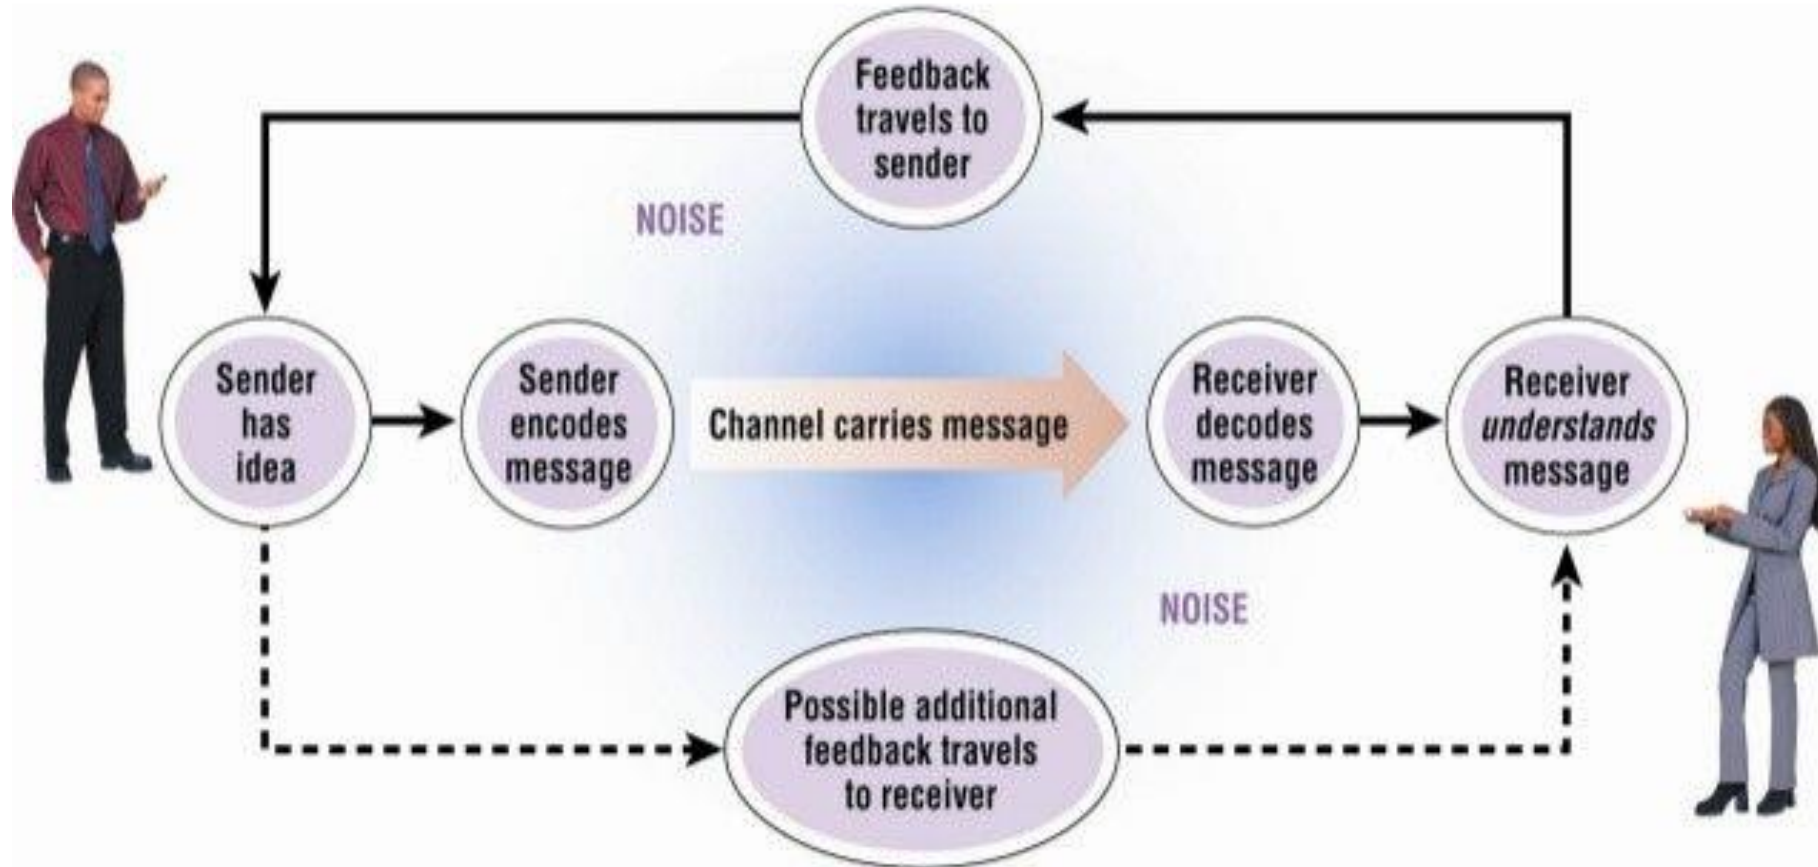 Feedback
travels to
sender
NOISE
Sender
has
idea
Sender
encodes
message
Channel carries message
Receiver
decodes
message
Receiver
understands
message
NOISE
Possible additional
feedback travels
to receiver